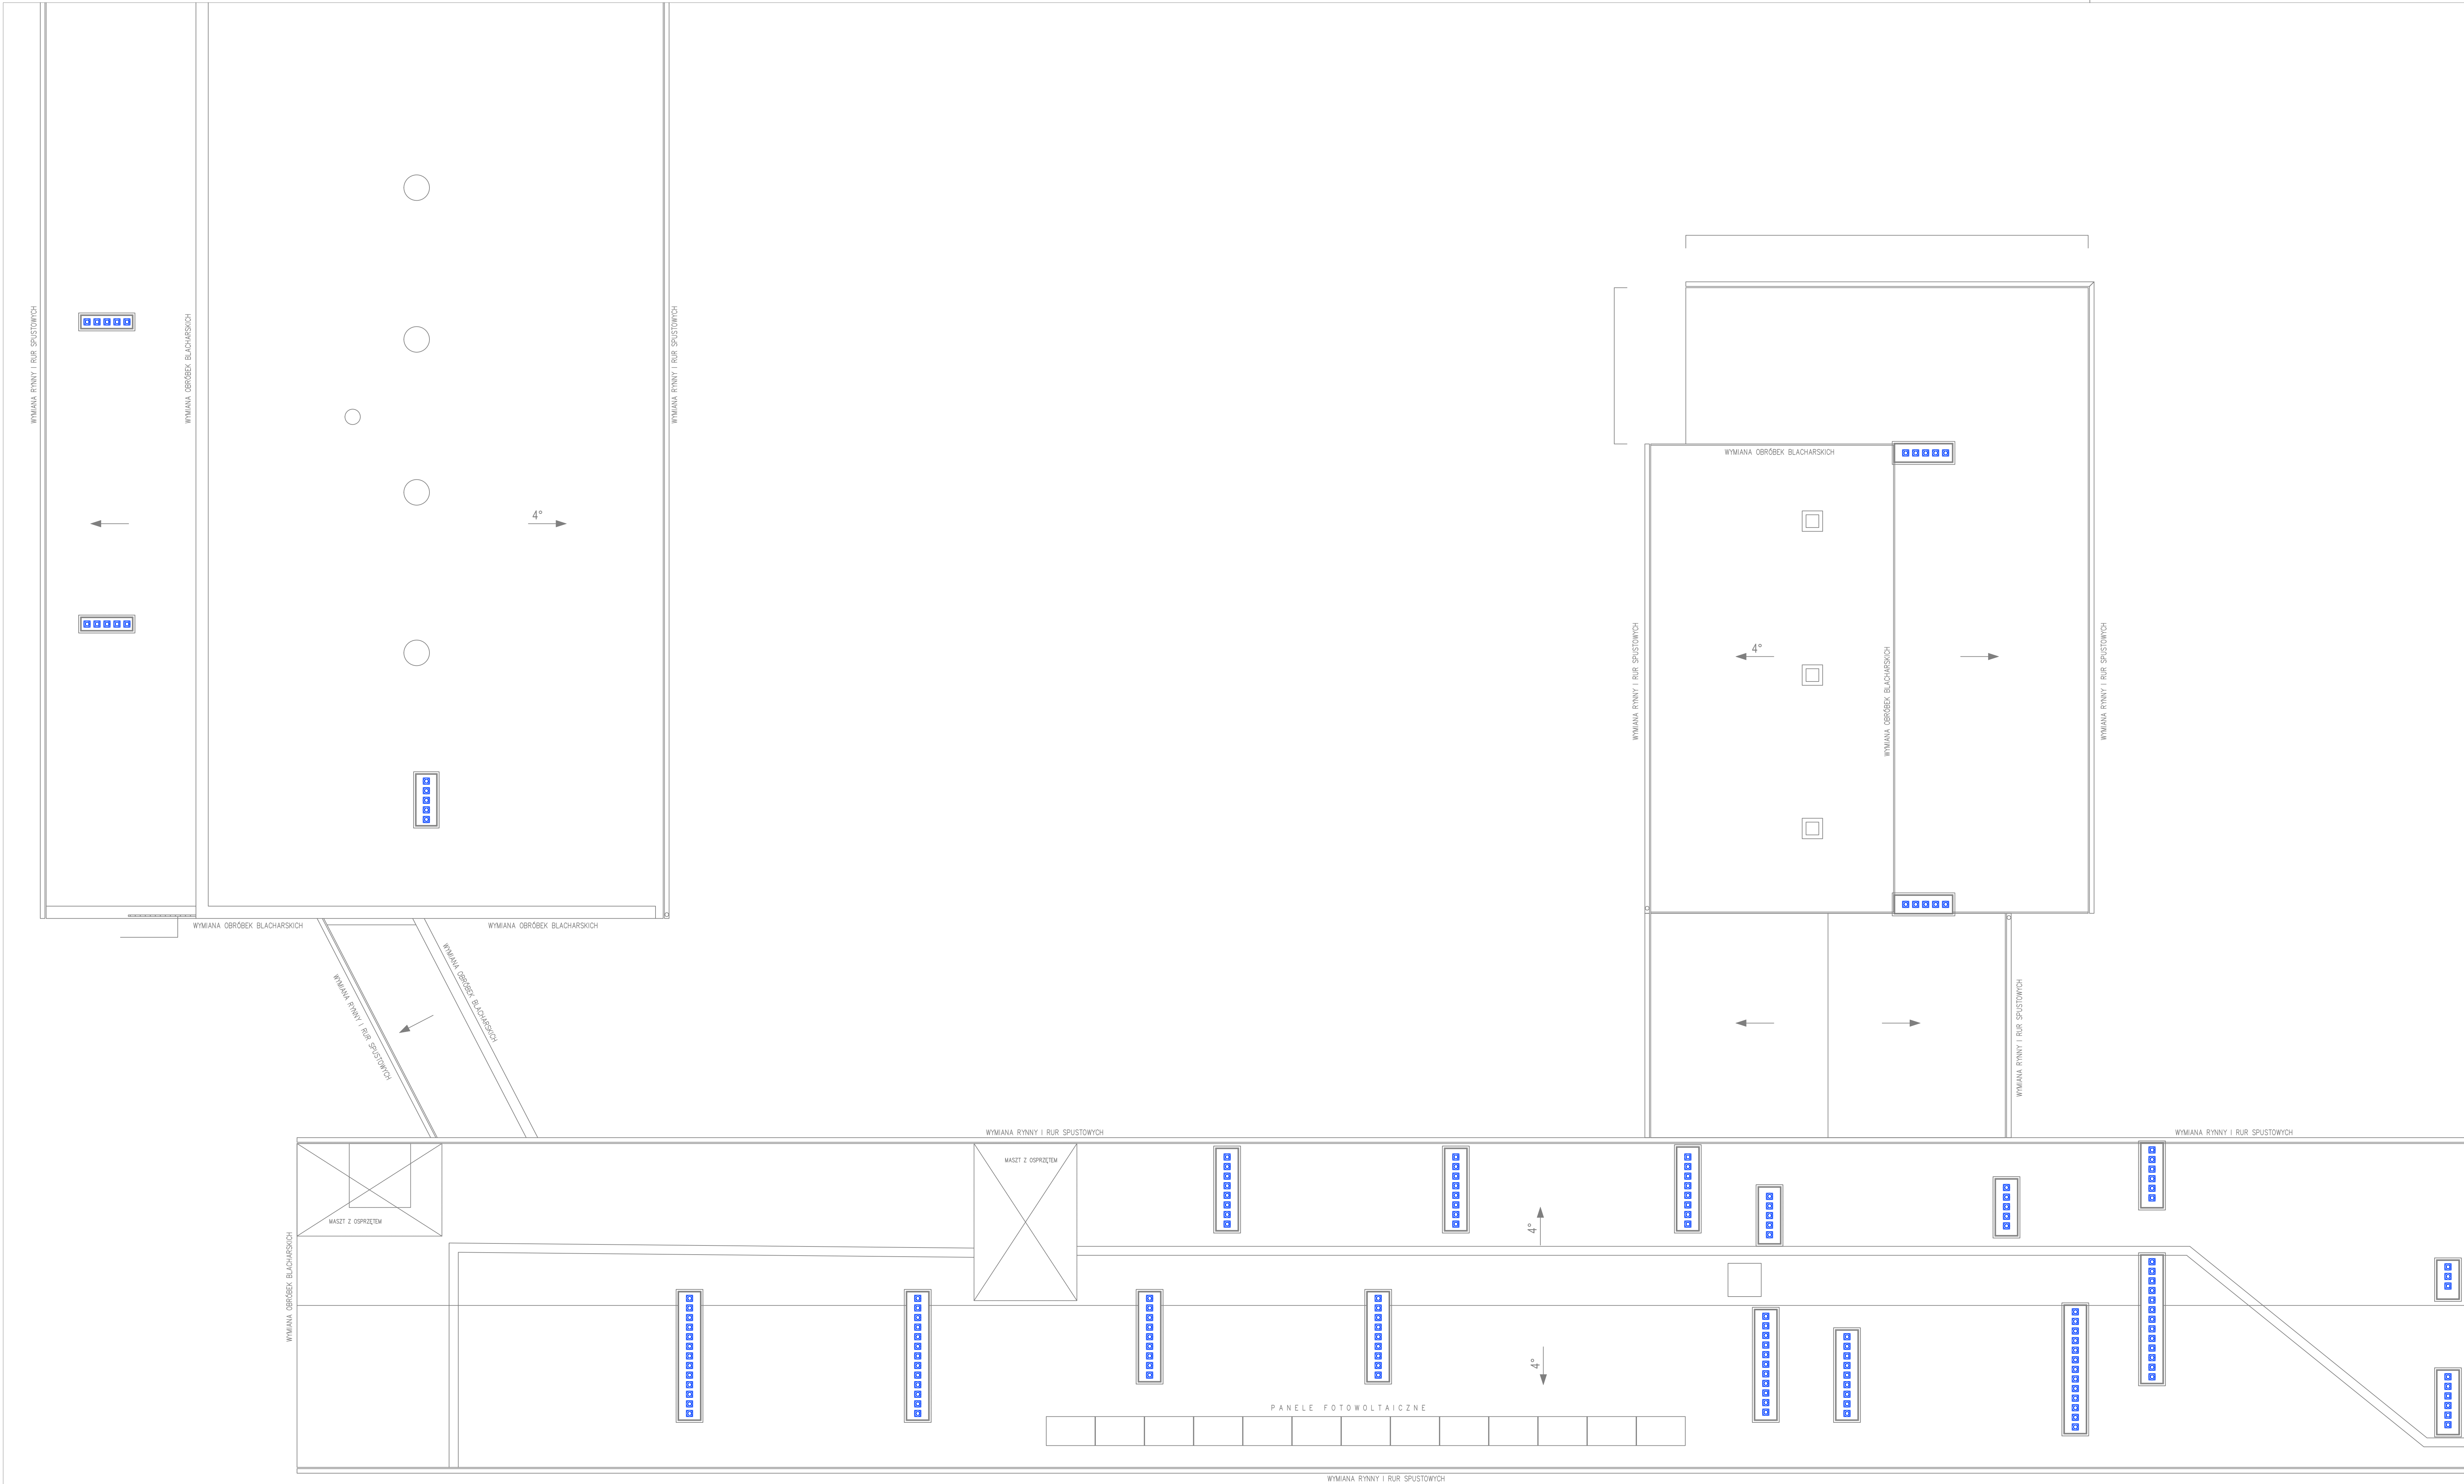 WYMIANA RYNNY I RUR SPUSTOWYCH
WYMIANA OBRÓBEK BLACHARSKICH
WYMIANA RYNNY I RUR SPUSTOWYCH
4°
WYMIANA OBRÓBEK BLACHARSKICH
WYMIANA OBRÓBEK BLACHARSKICH
WYMIANA RYNNY I RUR SPUSTOWYCH
WYMIANA OBRÓBEK BLACHARSKICH
WYMIANA OBRÓBEK BLACHARSKICH
4°
WYMIANA RYNNY I RUR SPUSTOWYCH
WYMIANA OBRÓBEK BLACHARSKICH
WYMIANA RYNNY I RUR SPUSTOWYCH
WYMIANA RYNNY I RUR SPUSTOWYCH
WYMIANA RYNNY I RUR SPUSTOWYCH
WYMIANA RYNNY I RUR SPUSTOWYCH
MASZT Z OSPRZĘTEM
MASZT Z OSPRZĘTEM
WYMIANA OBRÓBEK BLACHARSKICH
4°
4°
PANELE FOTOWOLTAICZNE
WYMIANA RYNNY I RUR SPUSTOWYCH